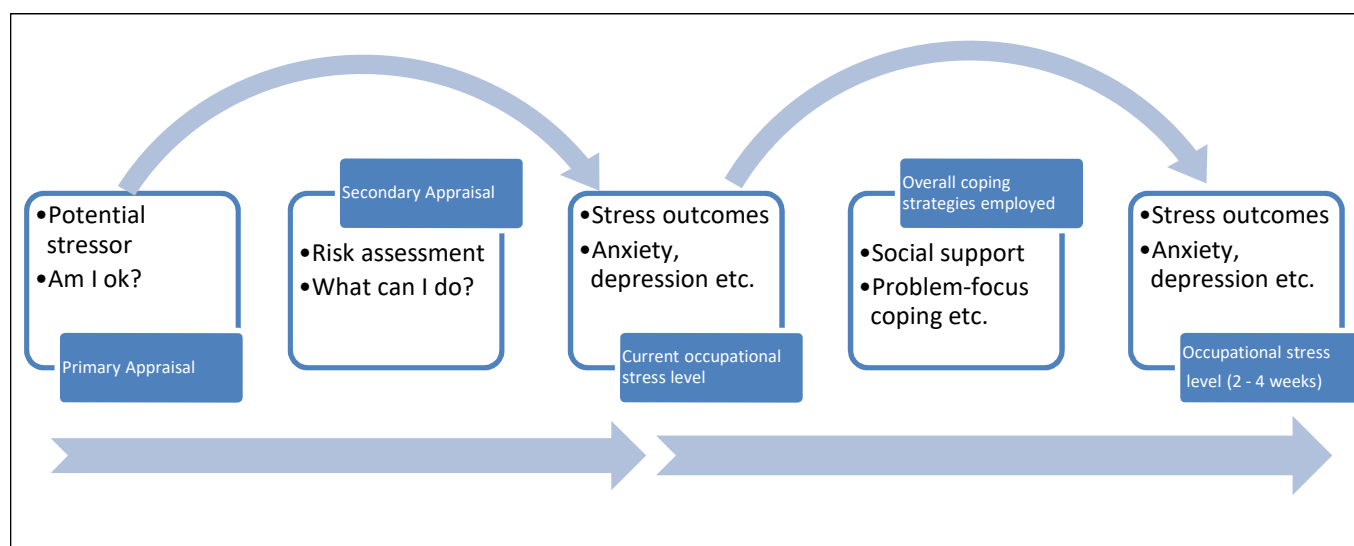 •Potential
stressor
•Am I ok?
Primary Appraisal
Secondary Appraisal
•Risk assessment
•What can I do?
•Stress outcomes
•Anxiety,
depression etc.
Current occupational
stress level
Overall coping
strategies employed
•Social support
•Problem-focus
coping etc.
•Stress outcomes
•Anxiety,
depression etc.
Occupational stress
level (2 - 4 weeks)